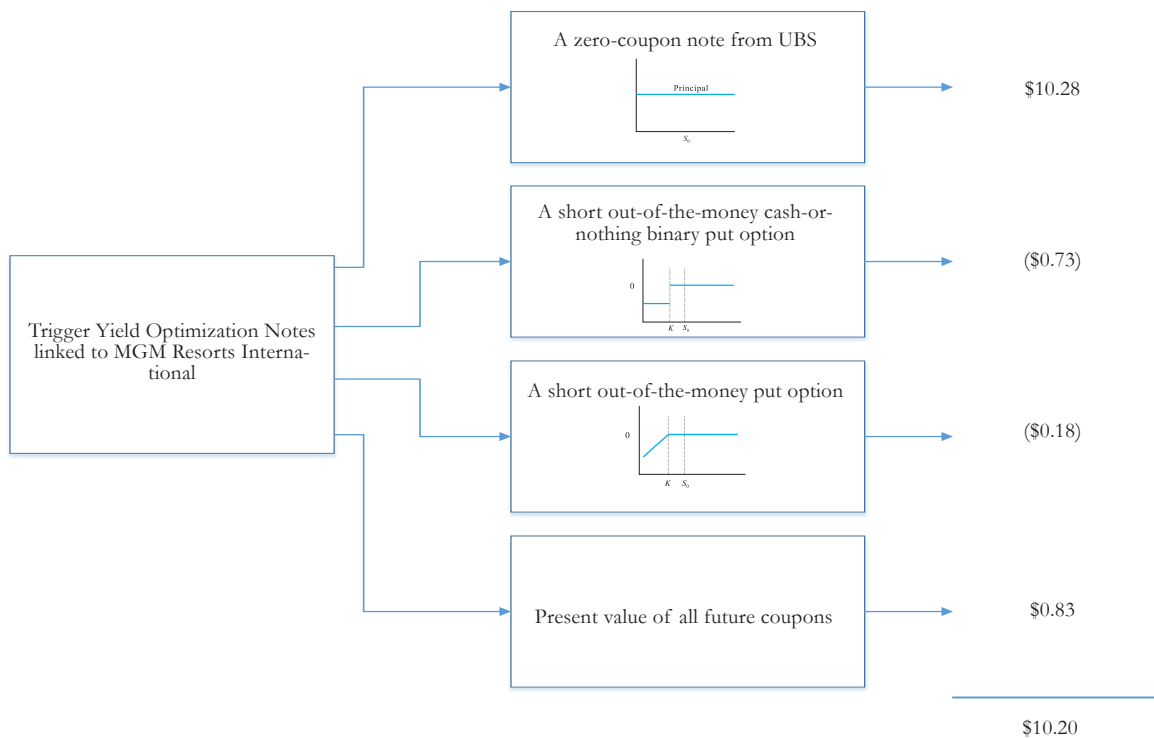 Trigger Yield Optimization Notes
linked to MGM Resorts Interna-
tional
A zero-coupon note from UBS
Principal
S₀
$10.28
A short out-of-the-money cash-or-
nothing binary put option
0
K S₀
($0.73)
A short out-of-the-money put option
0
K S₀
($0.18)
Present value of all future coupons
$0.83
$10.20